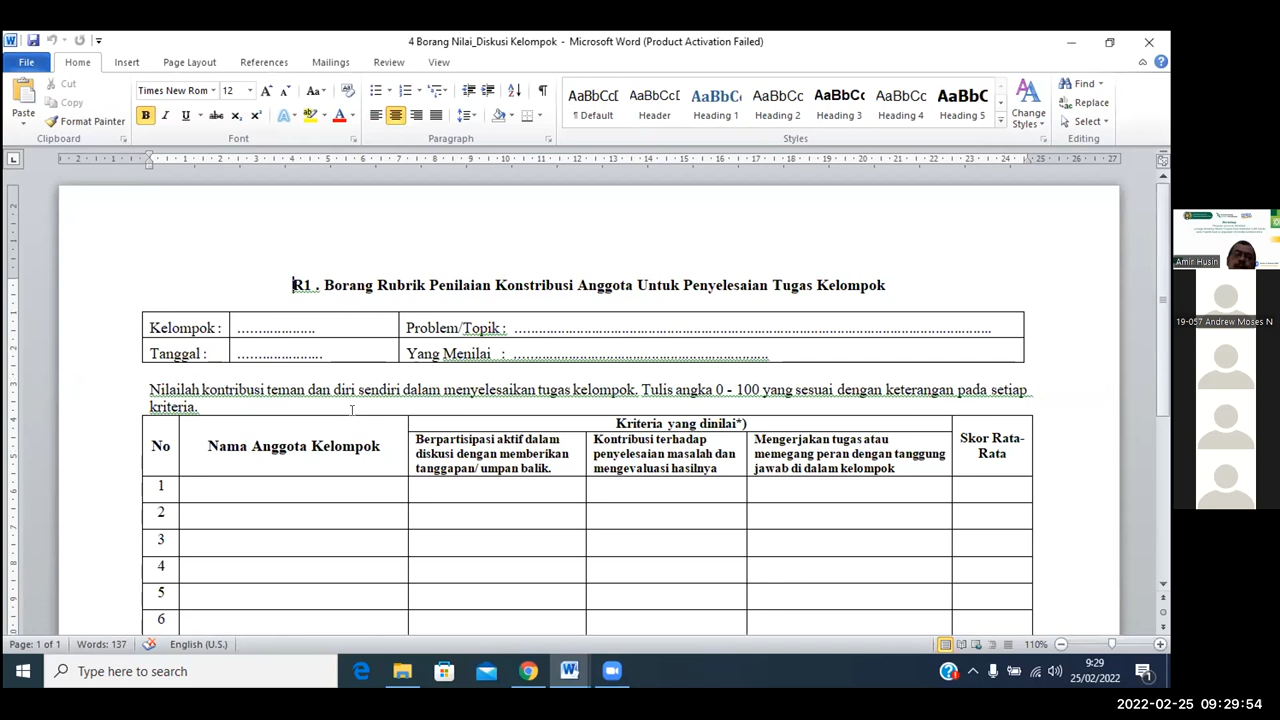 4 Borang Nilai_Diskusi Kelompok - Microsoft Word (Product Activation Failed)
File Home Insert Page Layout References Mailings Review View
Paste
Cut
Copy
Format Painter
Clipboard
Times New Rom 12
Font
Paragraph
AaBbCcDc AaBbCcI AaBbCc AaBbCc AaBbCc AaBbCc AaBbC
¶ Default Header Heading 1 Heading 2 Heading 3 Heading 4 Heading 5
Styles
Change
Styles
Find
Replace
Select
Editing
R1 . Borang Rubrik Penilaian Konstribusi Anggota Untuk Penyelesaian Tugas Kelompok
Kelompok : .................... Problem/Topik : ........................................................................................................
Tanggal : ...................... Yang Menilai : ...................................................................
Nilailah kontribusi teman dan diri sendiri dalam menyelesaikan tugas kelompok. Tulis angka 0 - 100 yang sesuai dengan keterangan pada setiap
kriteria.
No
Nama Anggota Kelompok
Kriteria yang dinilai*)
Berpartisipasi aktif dalam
diskusi dengan memberikan
tanggapan/ umpan balik.
Kontribusi terhadap
penyelesaian masalah dan
mengevaluasi hasilnya
Mengerjakan tugas atau
memegang peran dengan tanggung
jawab di dalam kelompok
Skor Rata-
Rata
1
2
3
4
5
6
Page: 1 of 1 Words: 137 English (U.S.) 110%
Type here to search
9:29
25/02/2022
Amir Husin
19-057 Andrew Moses N
2022-02-25 09:29:54